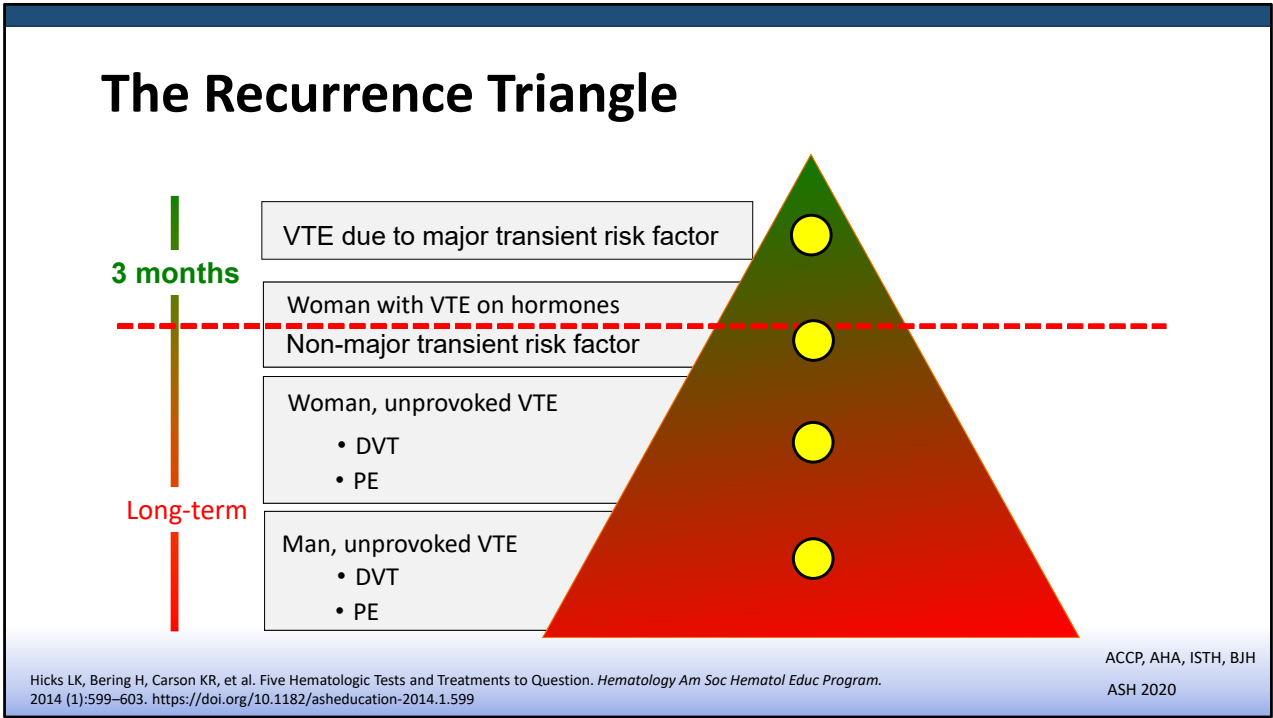 The Recurrence Triangle
VTE due to major transient risk factor
3 months
Woman with VTE on hormones
Non-major transient risk factor
Woman, unprovoked VTE
• DVT
• PE
Long-term
Man, unprovoked VTE
• DVT
• PE
ACCP, AHA, ISTH, BJH
ASH 2020
Hicks LK, Bering H, Carson KR, et al. Five Hematologic Tests and Treatments to Question. Hematology Am Soc Hematol Educ Program.
2014 (1):599–603. https://doi.org/10.1182/asheducation-2014.1.599